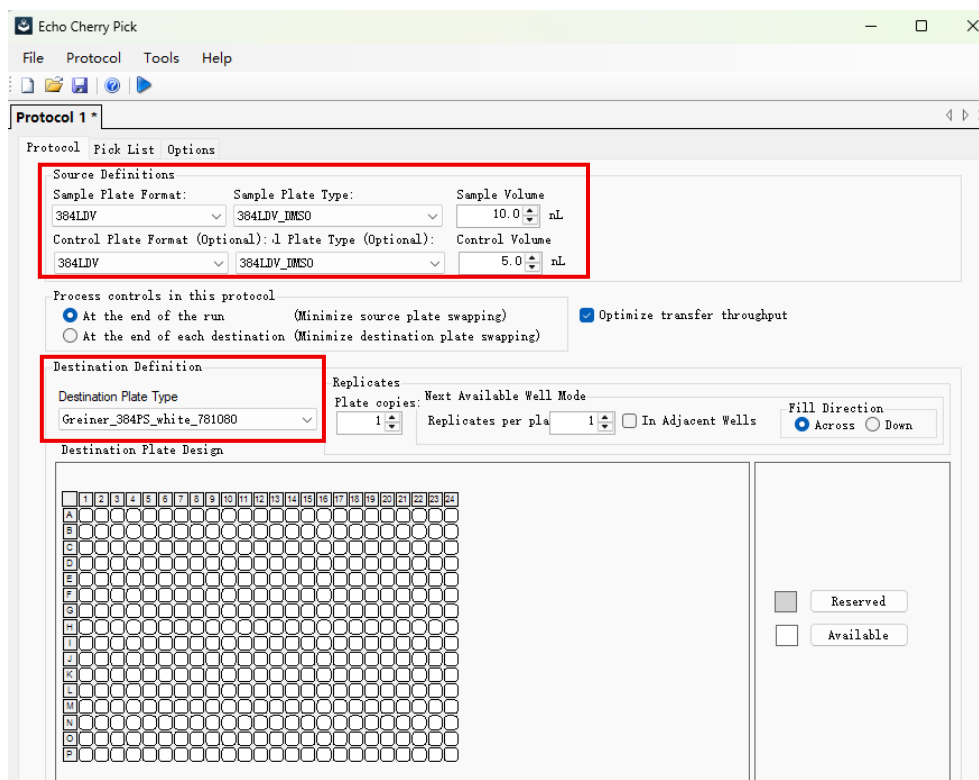 Echo Cherry Pick
File Protocol Tools Help
Protocol 1 *
Protocol Pick List Options
Source Definitions
Sample Plate Format: Sample Plate Type: Sample Volume
384LDV 384LDV_DMSO 10.0 nL
Control Plate Format (Optional): l Plate Type (Optional): Control Volume
384LDV 384LDV_DMSO 5.0 nL
Process controls in this protocol
At the end of the run (Minimize source plate swapping)
Optimize transfer throughput
At the end of each destination (Minimize destination plate swapping)
Destination Definition
Destination Plate Type
Greiner_384PS_white_781080
Replicates
Plate copies:
1
Next Available Well Mode
Replicates per pla 1 In Adjacent Wells
Fill Direction
Across Down
Destination Plate Design
1 2 3 4 5 6 7 8 9 10 11 12 13 14 15 16 17 18 19 20 21 22 23 24
A
B
C
D
E
F
G
H
I
J
K
L
M
N
O
P
Reserved
Available